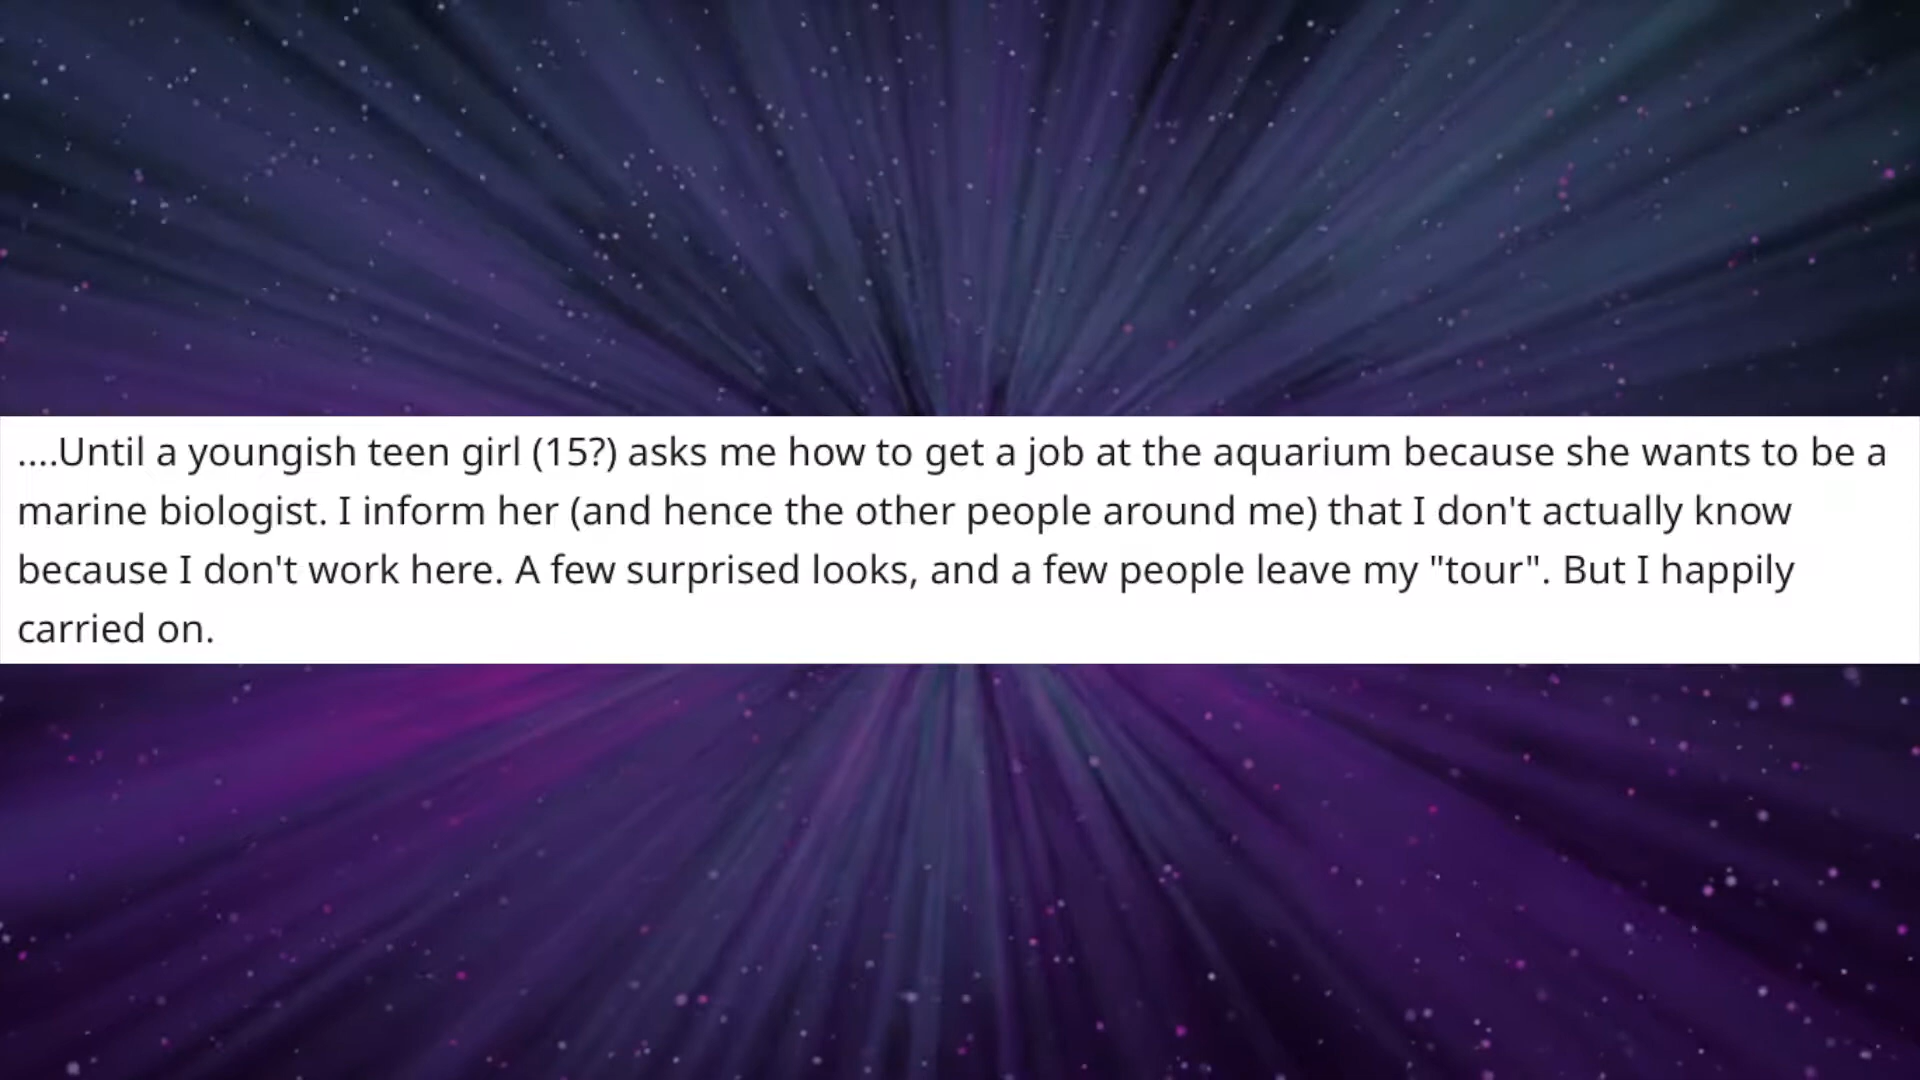 ....Until a youngish teen girl (15?) asks me how to get a job at the aquarium because she wants to be a
marine biologist. I inform her (and hence the other people around me) that I don't actually know
because I don't work here. A few surprised looks, and a few people leave my "tour". But I happily
carried on.